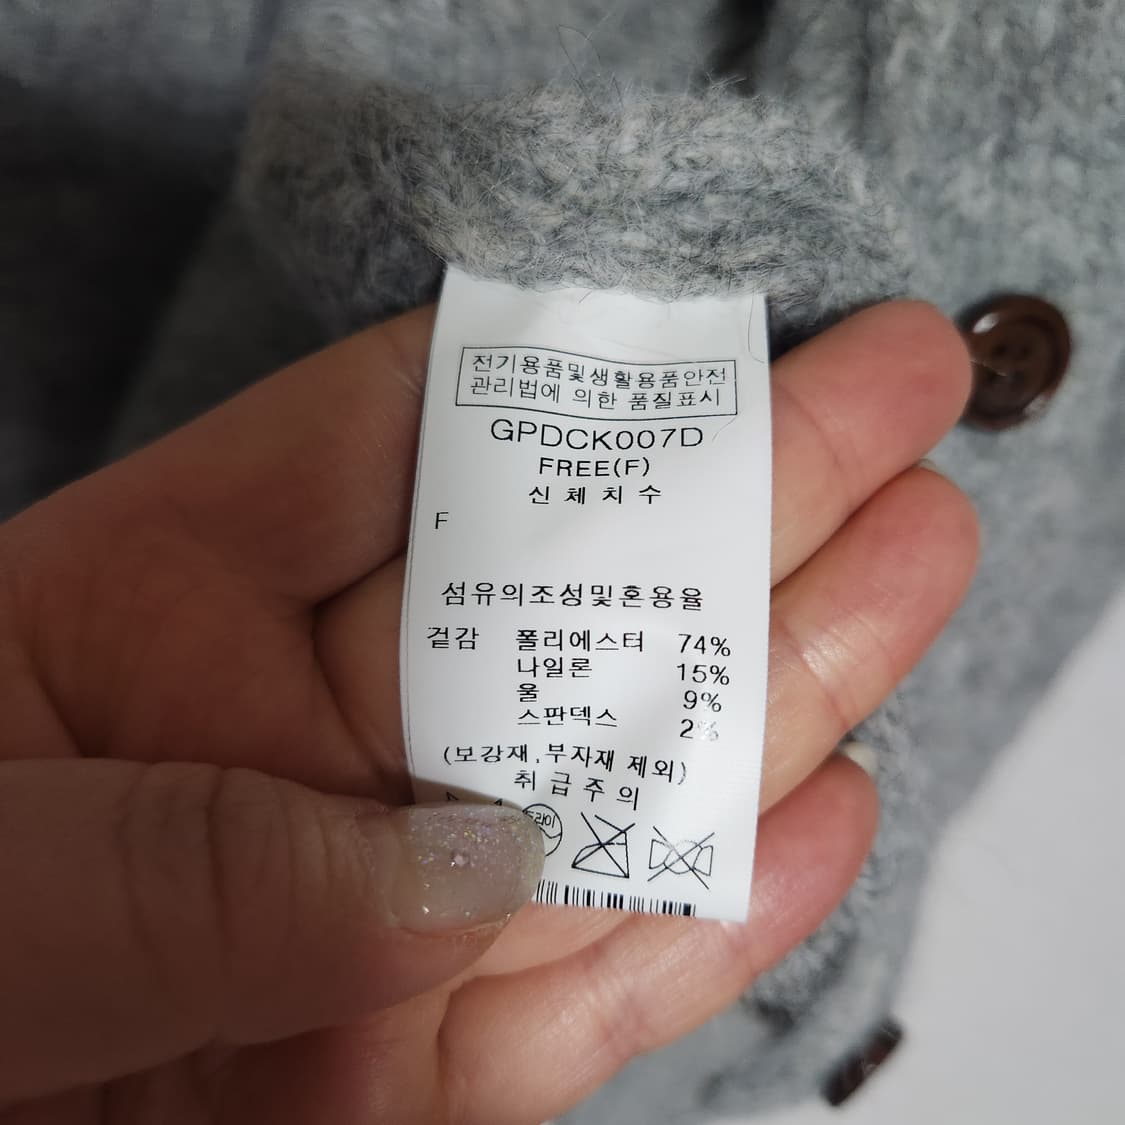 전기용품및생활용품안전
관리법에 의한 품질표시
GPDCK007D
FREE(F)
신체치수
F
섬유의조성및혼용율
겉감 폴리에스터 74%
나일론 15%
울 9%
스판덱스 2%
(보강재,부자재 제외)
취급주의
드라이